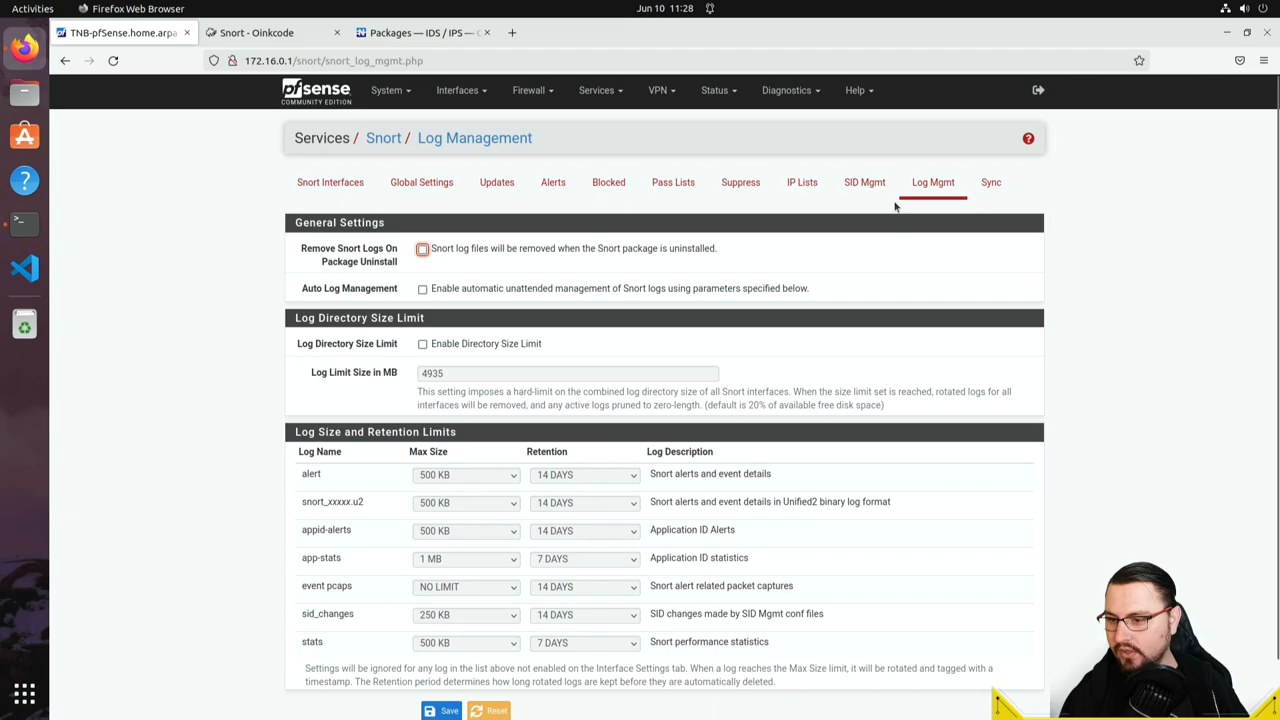 Activities
Firefox Web Browser
Jun 10 11:28
TNB-pfSense.home.arpa
Snort - Oinkcode
Packages — IDS / IPS —
172.16.0.1/snort/snort_log_mgmt.php
pfSense
COMMUNITY EDITION
System
Interfaces
Firewall
Services
VPN
Status
Diagnostics
Help
Services / Snort / Log Management
Snort Interfaces
Global Settings
Updates
Alerts
Blocked
Pass Lists
Suppress
IP Lists
SID Mgmt
Log Mgmt
Sync
General Settings
Remove Snort Logs On Package Uninstall
Snort log files will be removed when the Snort package is uninstalled.
Auto Log Management
Enable automatic unattended management of Snort logs using parameters specified below.
Log Directory Size Limit
Log Directory Size Limit
Enable Directory Size Limit
Log Limit Size in MB
4935
This setting imposes a hard-limit on the combined log directory size of all Snort interfaces. When the size limit set is reached, rotated logs for
all interfaces will be removed, and any active logs pruned to zero-length. (default is 20% of available free disk space)
Log Size and Retention Limits
Log Name Max Size Retention Log Description
alert 500 KB 14 DAYS Snort alerts and event details
snort_xxxxx.u2 500 KB 14 DAYS Snort alerts and event details in Unified2 binary log format
appid-alerts 500 KB 14 DAYS Application ID Alerts
app-stats 1 MB 7 DAYS Application ID statistics
event pcaps NO LIMIT 14 DAYS Snort alert related packet captures
sid_changes 250 KB 14 DAYS SID changes made by SID Mgmt conf files
stats 500 KB 7 DAYS Snort performance statistics
Settings will be ignored for any log in the list above not enabled on the Interface Settings tab. When a log reaches the Max Size limit, it will be rotated and tagged with a
timestamp. The Retention period determines how long rotated logs are kept before they are automatically deleted.
Save
Reset